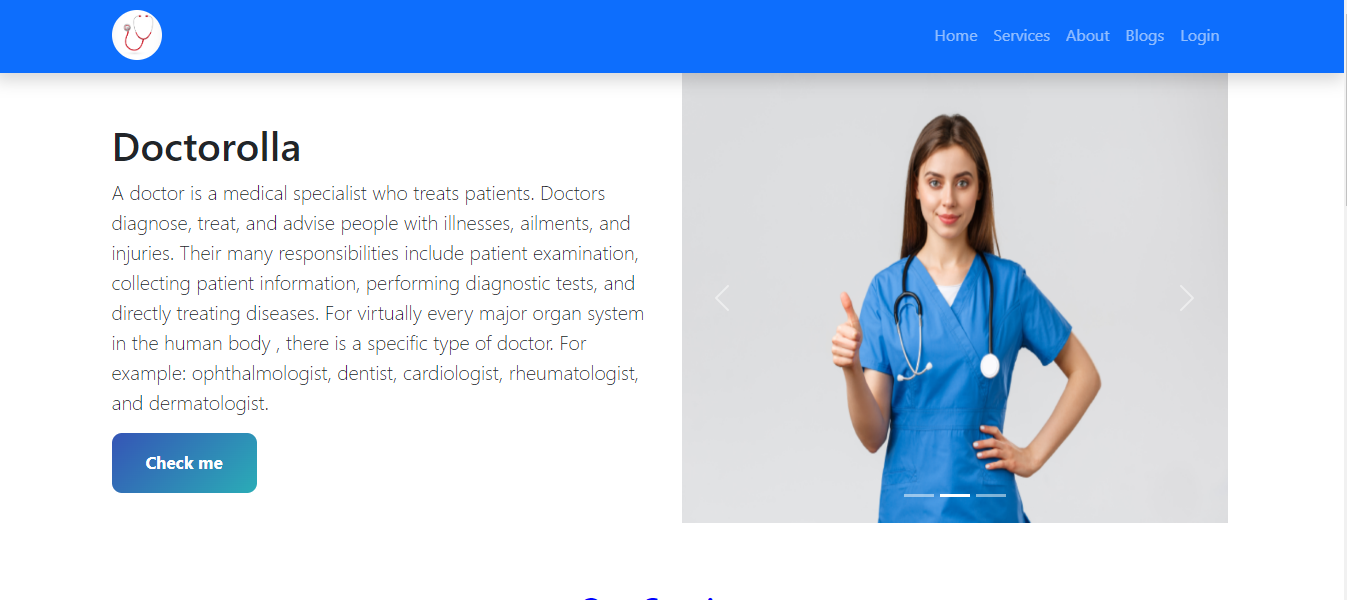 Home Services About Blogs Login
Doctorolla
A doctor is a medical specialist who treats patients. Doctors
diagnose, treat, and advise people with illnesses, ailments, and
injuries. Their many responsibilities include patient examination,
collecting patient information, performing diagnostic tests, and
directly treating diseases. For virtually every major organ system
in the human body , there is a specific type of doctor. For
example: ophthalmologist, dentist, cardiologist, rheumatologist,
and dermatologist.
Check me